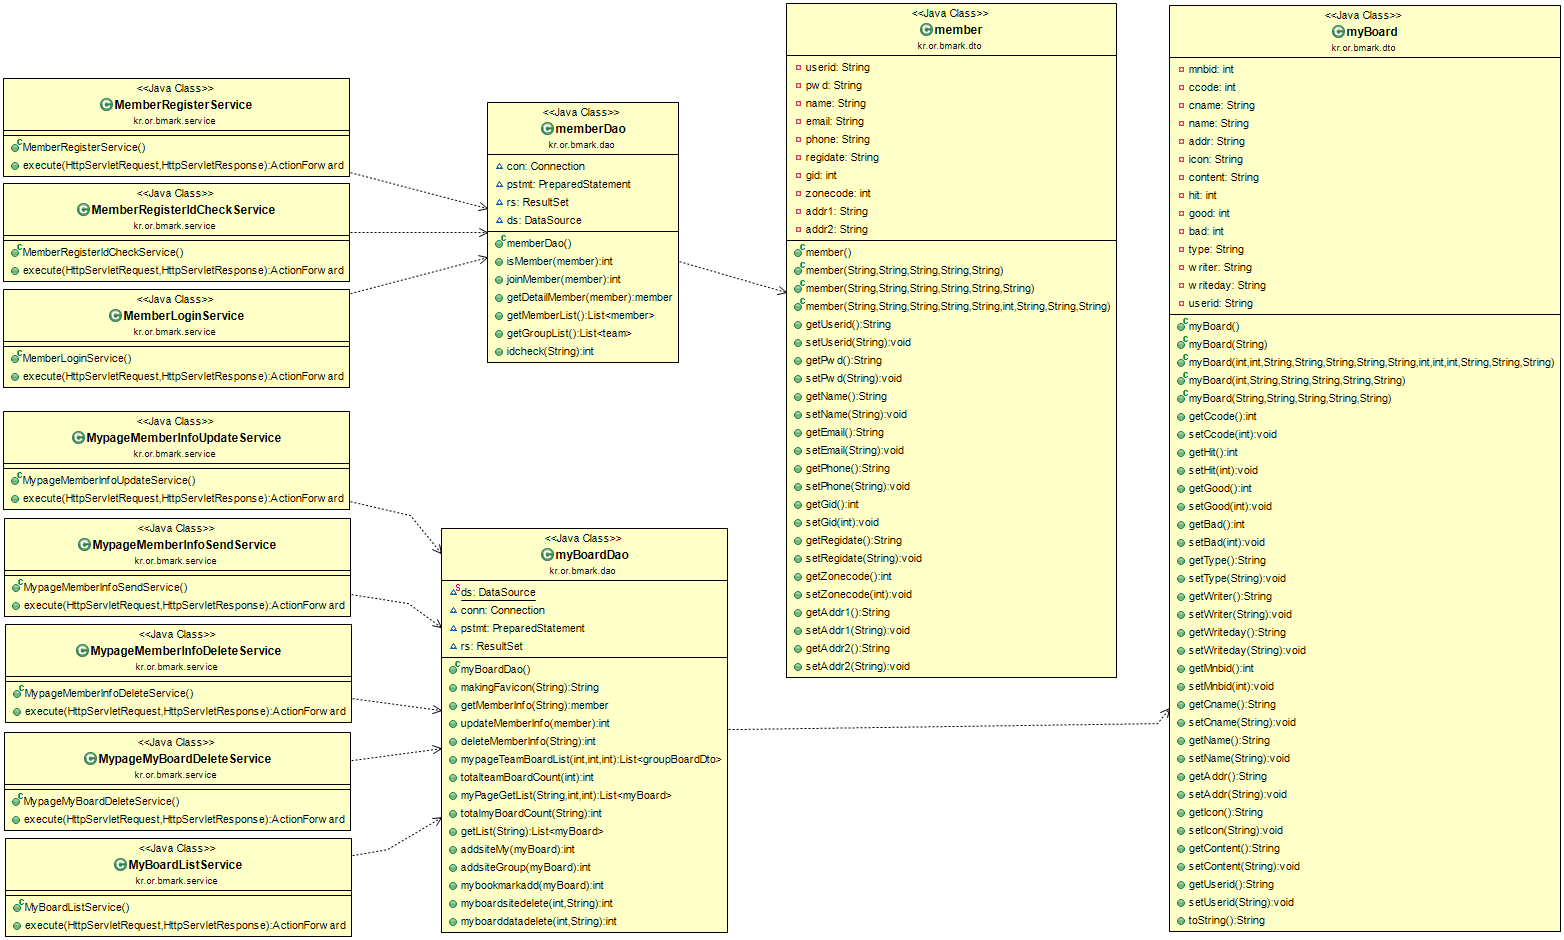 <<Java Class>>
MemberRegisterService
kr.or.bmark.service
MemberRegisterService()
execute(HttpServletRequest,HttpServletResponse):ActionForward
<<Java Class>>
MemberRegisterIdCheckService
kr.or.bmark.service
MemberRegisterIdCheckService()
execute(HttpServletRequest,HttpServletResponse):ActionForward
<<Java Class>>
MemberLoginService
kr.or.bmark.service
MemberLoginService()
execute(HttpServletRequest,HttpServletResponse):ActionForward
<<Java Class>>
MypageMemberInfoUpdateService
kr.or.bmark.service
MypageMemberInfoUpdateService()
execute(HttpServletRequest,HttpServletResponse):ActionForward
<<Java Class>>
MypageMemberInfoSendService
kr.or.bmark.service
MypageMemberInfoSendService()
execute(HttpServletRequest,HttpServletResponse):ActionForward
<<Java Class>>
MypageMemberInfoDeleteService
kr.or.bmark.service
MypageMemberInfoDeleteService()
execute(HttpServletRequest,HttpServletResponse):ActionForward
<<Java Class>>
MypageMyBoardDeleteService
kr.or.bmark.service
MypageMyBoardDeleteService()
execute(HttpServletRequest,HttpServletResponse):ActionForward
<<Java Class>>
MyBoardListService
kr.or.bmark.service
MyBoardListService()
execute(HttpServletRequest,HttpServletResponse):ActionForward
<<Java Class>>
memberDao
kr.or.bmark.dao
con: Connection
pstmt: PreparedStatement
rs: ResultSet
ds: DataSource
memberDao()
isMember(member):int
joinMember(member):int
getDetailMember(member):member
getMemberList():List<member>
getGroupList():List<team>
idcheck(String):int
<<Java Class>>
myBoardDao
kr.or.bmark.dao
ds: DataSource
conn: Connection
pstmt: PreparedStatement
rs: ResultSet
myBoardDao()
makingFavicon(String):String
getMemberInfo(String):member
updateMemberInfo(member):int
deleteMemberInfo(String):int
mypageTeamBoardList(int,int,int):List<groupBoardDto>
totalteamBoardCount(int):int
myPageGetList(String,int,int):List<myBoard>
totalmyBoardCount(String):int
getList(String):List<myBoard>
addsiteMy(myBoard):int
addsiteGroup(myBoard):int
mybookmarkadd(myBoard):int
myboardsitedelete(int,String):int
myboarddatadelete(int,String):int
<<Java Class>>
member
kr.or.bmark.dto
userid: String
pwd: String
name: String
email: String
phone: String
regidate: String
gid: int
zonecode: int
addr1: String
addr2: String
member()
member(String,String,String,String,String)
member(String,String,String,String,String,String)
member(String,String,String,String,String,int,String,String,String)
getUserid():String
setUserid(String):void
getPwd():String
setPwd(String):void
getName():String
setName(String):void
getEmail():String
setEmail(String):void
getPhone():String
setPhone(String):void
getGid():int
setGid(int):void
getRegidate():String
setRegidate(String):void
getZonecode():int
setZonecode(int):void
getAddr1():String
setAddr1(String):void
getAddr2():String
setAddr2(String):void
<<Java Class>>
myBoard
kr.or.bmark.dto
mnbid: int
ccode: int
cname: String
name: String
addr: String
icon: String
content: String
hit: int
good: int
bad: int
type: String
writer: String
writeday: String
userid: String
myBoard()
myBoard(String)
myBoard(int,int,String,String,String,String,String,int,int,int,String,String,String)
myBoard(int,String,String,String,String,String)
myBoard(String,String,String,String,String)
getCcode():int
setCcode(int):void
getHit():int
setHit(int):void
getGood():int
setGood(int):void
getBad():int
setBad(int):void
getType():String
setType(String):void
getWriter():String
setWriter(String):void
getWriteday():String
setWriteday(String):void
getMnbid():int
setMnbid(int):void
getCname():String
setCname(String):void
getName():String
setName(String):void
getAddr():String
setAddr(String):void
getIcon():String
setIcon(String):void
getContent():String
setContent(String):void
getUserid():String
setUserid(String):void
toString():String